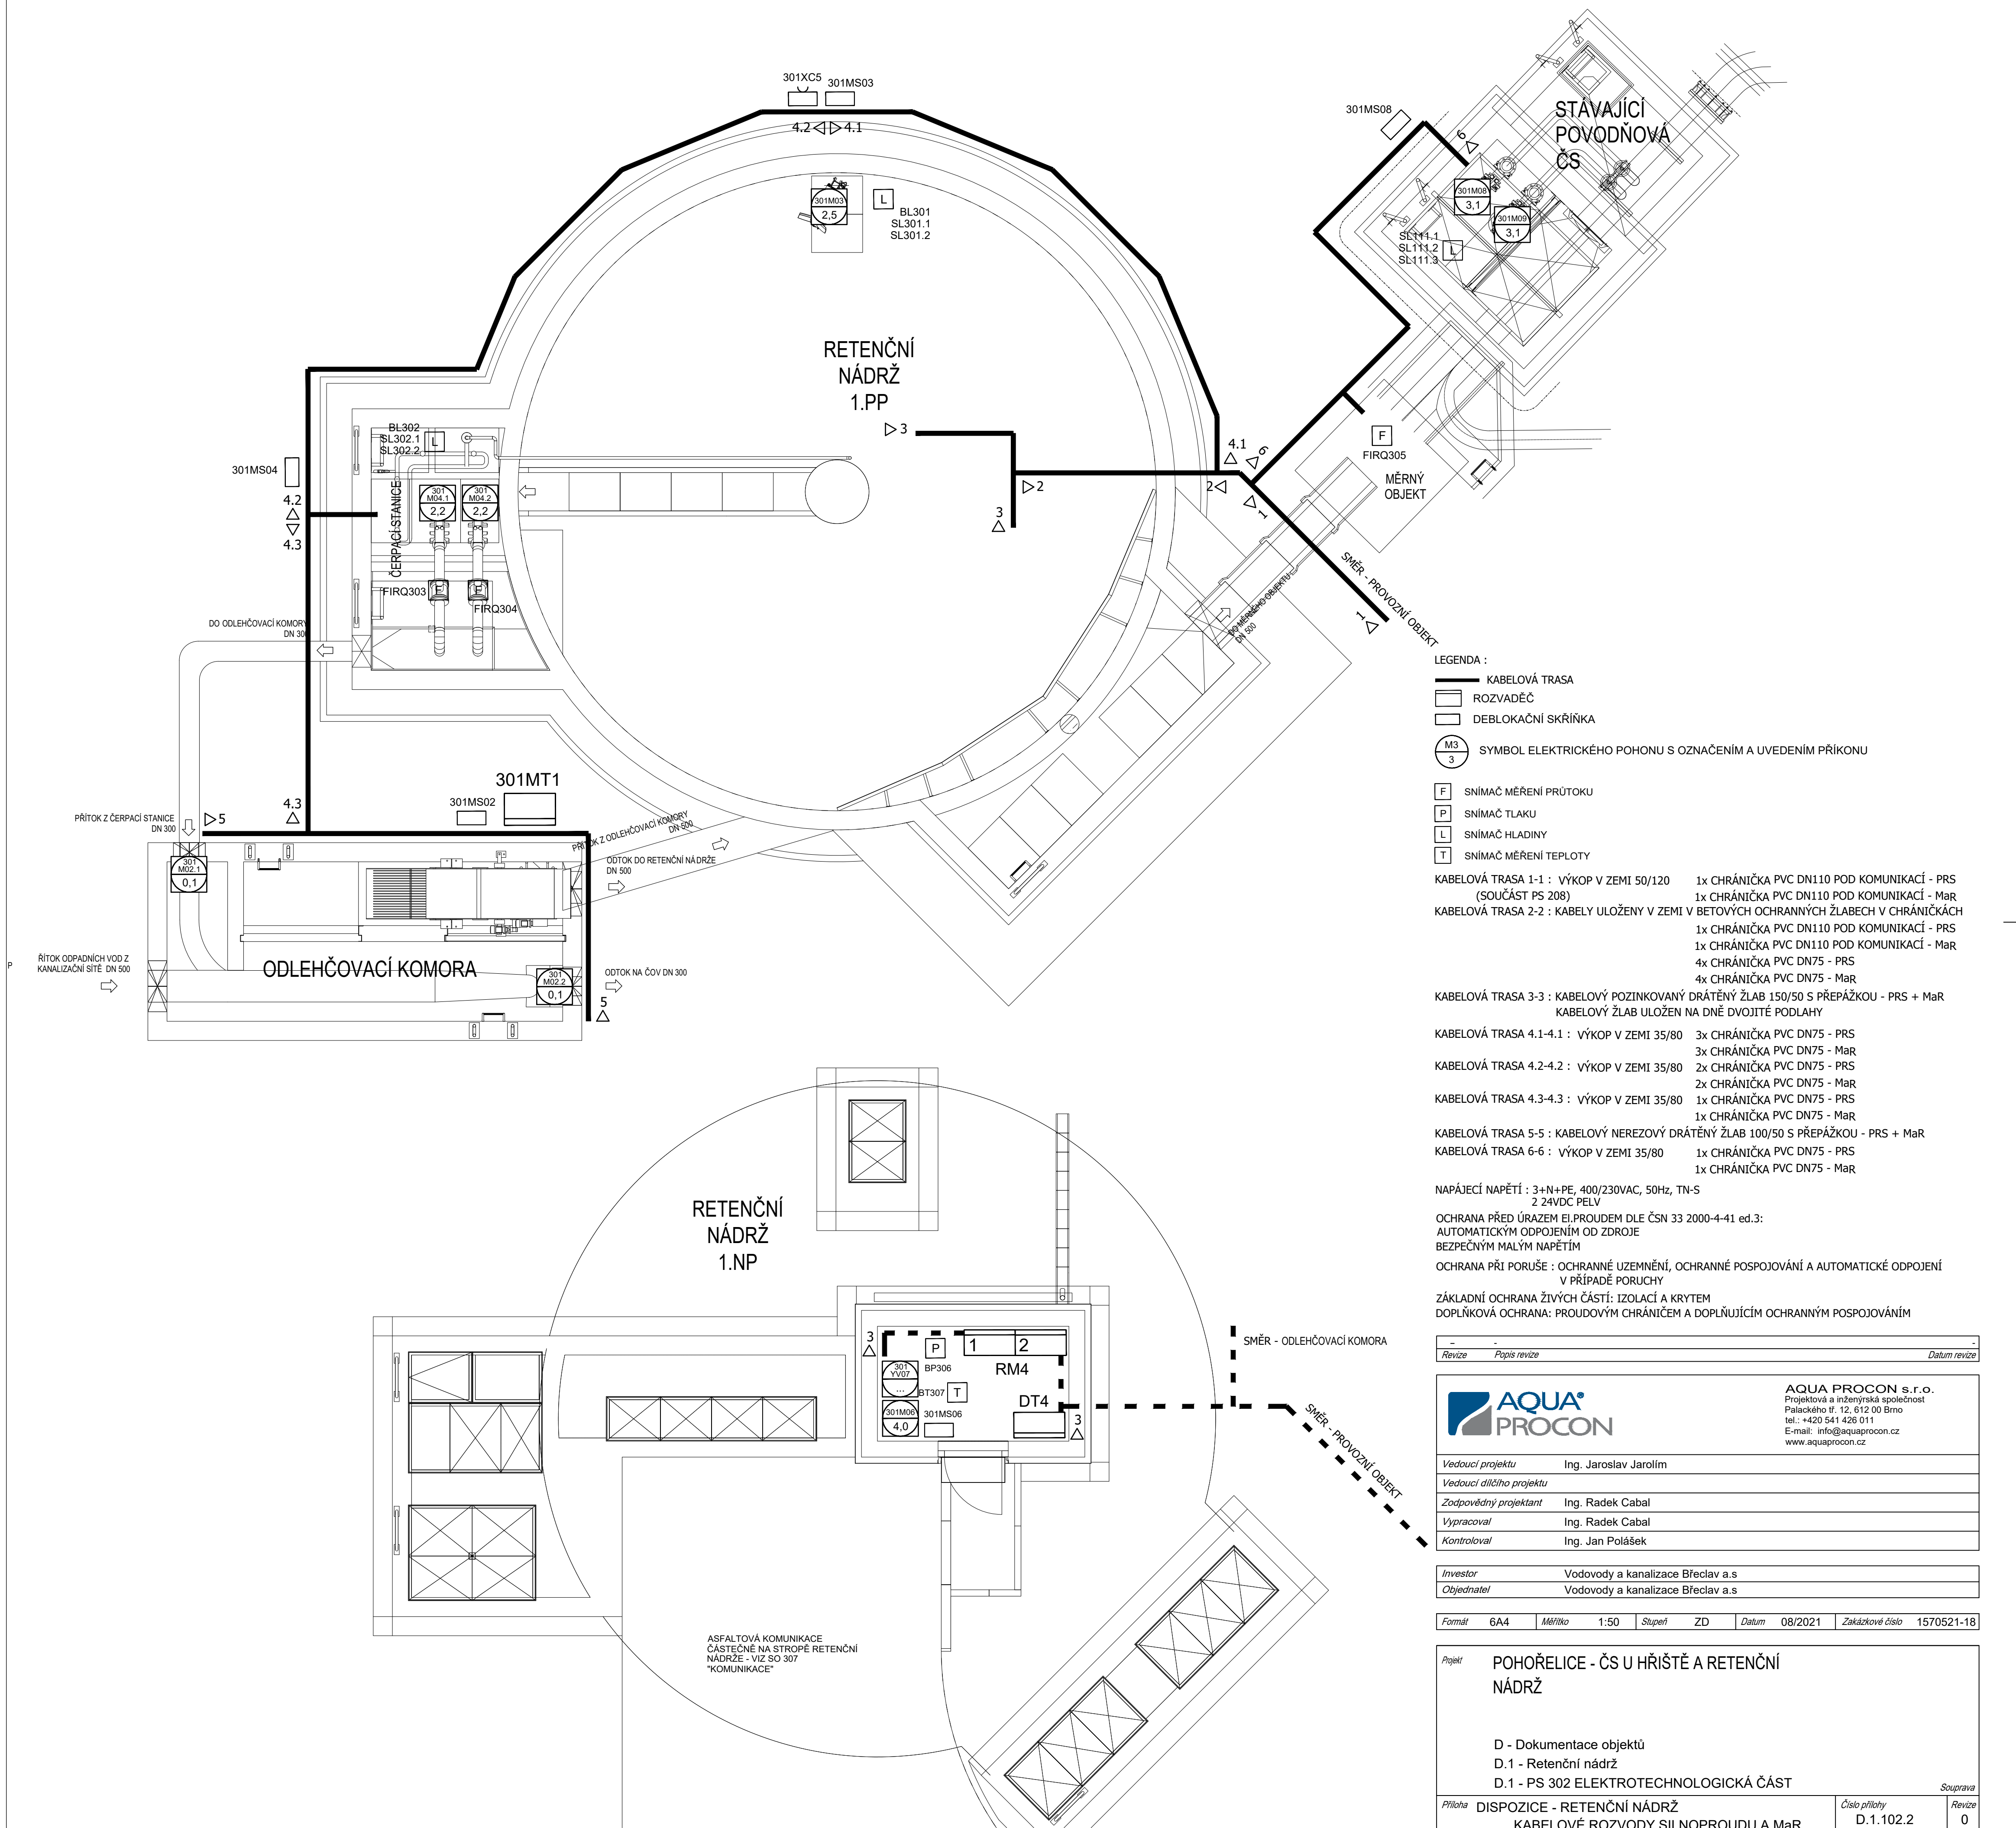 301XC5
301MS03
4.2
4.1
301M03
2,5
L
BL301
SL301.1
SL301.2
301MS08
6
STÁVAJÍCÍ
POVODŇOVÁ
ČS
301M08
3,1
301M09
3,1
SL111.1
SL111.2
SL111.3
L
RETENČNÍ
NÁDRŽ
1.PP
3
BL302
SL302.1
SL302.2
L
301MS04
4.2
4.3
ČERPACÍ STANICE
301
M04.1
2,2
301
M04.2
2,2
F
F
FIRQ303
FIRQ304
2
3
4.1
6
2
1
F
FIRQ305
MĚRNÝ
OBJEKT
SMĚR - PROVOZNÍ OBJEKT
1
DO MĚRNÉHO OBJEKTU
DN 500
DO ODLEHČOVACÍ KOMORY
DN 300
301MT1
301MS02
4.3
5
PŘÍTOK Z ČERPACÍ STANICE
DN 300
PŘÍTOK Z ODLEHČOVACÍ KOMORY
DN 500
ODTOK DO RETENČNÍ NÁDRŽE
DN 500
301
M02.1
0,1
P
ŘÍTOK ODPADNÍCH VOD Z
KANALIZAČNÍ SÍTĚ DN 500
ODLEHČOVACÍ KOMORA
301
M02.2
0,1
ODTOK NA ČOV DN 300
5
LEGENDA :
KABELOVÁ TRASA
ROZVADĚČ
DEBLOKAČNÍ SKŘÍŇKA
M3
3
SYMBOL ELEKTRICKÉHO POHONU S OZNAČENÍM A UVEDENÍM PŘÍKONU
F SNÍMAČ MĚŘENÍ PRŮTOKU
P SNÍMAČ TLAKU
L SNÍMAČ HLADINY
T SNÍMAČ MĚŘENÍ TEPLOTY
KABELOVÁ TRASA 1-1 : VÝKOP V ZEMI 50/120 1x CHRÁNIČKA PVC DN110 POD KOMUNIKACÍ - PRS
(SOUČÁST PS 208) 1x CHRÁNIČKA PVC DN110 POD KOMUNIKACÍ - MaR
KABELOVÁ TRASA 2-2 : KABELY ULOŽENY V ZEMI V BETOVÝCH OCHRANNÝCH ŽLABECH V CHRÁNIČKÁCH
1x CHRÁNIČKA PVC DN110 POD KOMUNIKACÍ - PRS
1x CHRÁNIČKA PVC DN110 POD KOMUNIKACÍ - MaR
4x CHRÁNIČKA PVC DN75 - PRS
4x CHRÁNIČKA PVC DN75 - MaR
KABELOVÁ TRASA 3-3 : KABELOVÝ POZINKOVANÝ DRÁTĚNÝ ŽLAB 150/50 S PŘEPÁŽKOU - PRS + MaR
KABELOVÝ ŽLAB ULOŽEN NA DNĚ DVOJITÉ PODLAHY
KABELOVÁ TRASA 4.1-4.1 : VÝKOP V ZEMI 35/80 3x CHRÁNIČKA PVC DN75 - PRS
3x CHRÁNIČKA PVC DN75 - MaR
KABELOVÁ TRASA 4.2-4.2 : VÝKOP V ZEMI 35/80 2x CHRÁNIČKA PVC DN75 - PRS
2x CHRÁNIČKA PVC DN75 - MaR
KABELOVÁ TRASA 4.3-4.3 : VÝKOP V ZEMI 35/80 1x CHRÁNIČKA PVC DN75 - PRS
1x CHRÁNIČKA PVC DN75 - MaR
KABELOVÁ TRASA 5-5 : KABELOVÝ NEREZOVÝ DRÁTĚNÝ ŽLAB 100/50 S PŘEPÁŽKOU - PRS + MaR
KABELOVÁ TRASA 6-6 : VÝKOP V ZEMI 35/80 1x CHRÁNIČKA PVC DN75 - PRS
1x CHRÁNIČKA PVC DN75 - MaR
NAPÁJECÍ NAPĚTÍ : 3+N+PE, 400/230VAC, 50Hz, TN-S
2 24VDC PELV
OCHRANA PŘED ÚRAZEM El.PROUDEM DLE ČSN 33 2000-4-41 ed.3:
AUTOMATICKÝM ODPOJENÍM OD ZDROJE
BEZPEČNÝM MALÝM NAPĚTÍM
OCHRANA PŘI PORUŠE : OCHRANNÉ UZEMNĚNÍ, OCHRANNÉ POSPOJOVÁNÍ A AUTOMATICKÉ ODPOJENÍ
V PŘÍPADĚ PORUCHY
ZÁKLADNÍ OCHRANA ŽIVÝCH ČÁSTÍ: IZOLACÍ A KRYTEM
DOPLŇKOVÁ OCHRANA: PROUDOVÝM CHRÁNIČEM A DOPLŇUJÍCÍM OCHRANNÝM POSPOJOVÁNÍM
RETENČNÍ
NÁDRŽ
1.NP
3
P
BP306
1 2
RM4
301
YV07
...
BT307 T
301M06
4,0
301MS06
DT4
3
SMĚR - ODLEHČOVACÍ KOMORA
SMĚR - PROVOZNÍ OBJEKT
ASFALTOVÁ KOMUNIKACE
ČÁSTEČNĚ NA STROPĚ RETENČNÍ
NÁDRŽE - VIZ SO 307
"KOMUNIKACE"
– - -
Revize Popis revize Datum revize
AQUA®
PROCON
AQUA PROCON s.r.o.
Projektová a inženýrská společnost
Palackého tř. 12, 612 00 Brno
tel.: +420 541 426 011
E-mail: info@aquaprocon.cz
www.aquaprocon.cz
Vedoucí projektu Ing. Jaroslav Jarolím
Vedoucí dílčího projektu
Zodpovědný projektant Ing. Radek Cabal
Vypracoval Ing. Radek Cabal
Kontroloval Ing. Jan Polášek
Investor Vodovody a kanalizace Břeclav a.s
Objednatel Vodovody a kanalizace Břeclav a.s
Formát 6A4 Měřítko 1:50 Stupeň ZD Datum 08/2021 Zakázkové číslo 1570521-18
Projekt POHOŘELICE - ČS U HŘIŠTĚ A RETENČNÍ
NÁDRŽ
D - Dokumentace objektů
D.1 - Retenční nádrž
D.1 - PS 302 ELEKTROTECHNOLOGICKÁ ČÁST
Souprava
Příloha DISPOZICE - RETENČNÍ NÁDRŽ Číslo přílohy Revize
KABELOVÉ ROZVODY SILNOPROUDU A MaR D.1.102.2 0